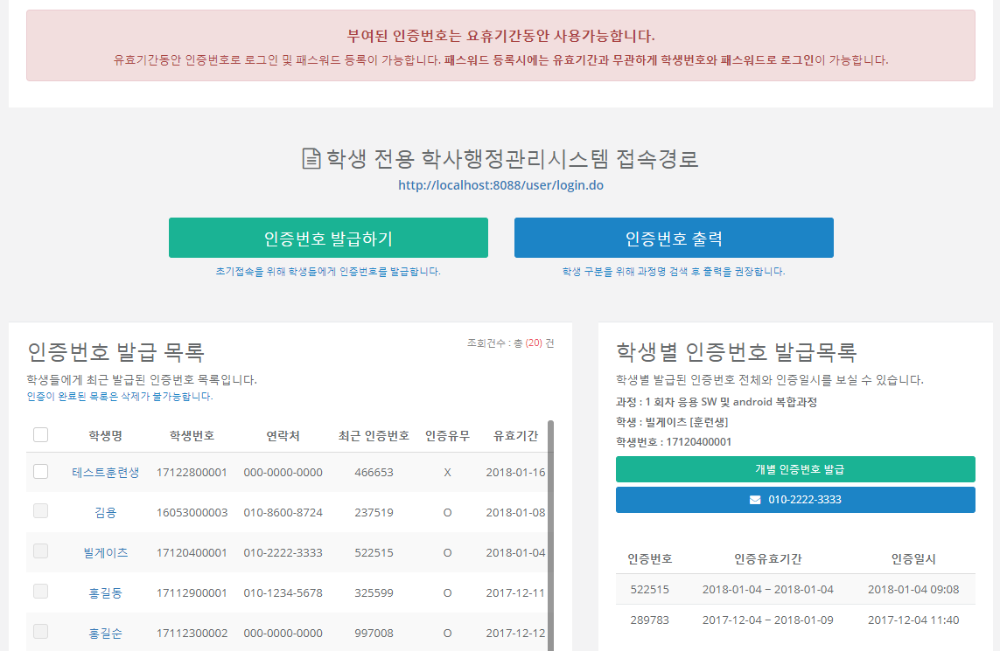 부여된 인증번호는 요휴기간동안 사용가능합니다.
유효기간동안 인증번호로 로그인 및 패스워드 등록이 가능합니다. 패스워드 등록시에는 유효기간과 무관하게 학생번호와 패스워드로 로그인이 가능합니다.
학생 전용 학사행정관리시스템 접속경로
http://localhost:8088/user/login.do
인증번호 발급하기
인증번호 출력
초기접속을 위해 학생들에게 인증번호를 발급합니다.
학생 구분을 위해 과정명 검색 후 출력을 권장합니다.
인증번호 발급 목록
조회건수 : 총 (20) 건
학생들에게 최근 발급된 인증번호 목록입니다.
인증이 완료된 목록은 삭제가 불가능합니다.
학생명 학생번호 연락처 최근 인증번호 인증유무 유효기간
테스트훈련생 17122800001 000-0000-0000 466653 X 2018-01-16
김용 16053000003 010-8600-8724 237519 O 2018-01-08
빌게이츠 17120400001 010-2222-3333 522515 O 2018-01-04
홍길동 17112900001 010-1234-5678 325599 O 2017-12-11
홍길순 17112300002 000-0000-0000 997008 O 2017-12-12
학생별 인증번호 발급목록
학생별 발급된 인증번호 전체와 인증일시를 보실 수 있습니다.
과정 : 1 회차 응용 SW 및 android 복합과정
학생 : 빌게이츠 [훈련생]
학생번호 : 17120400001
개별 인증번호 발급
010-2222-3333
인증번호 인증유효기간 인증일시
522515 2018-01-04 ~ 2018-01-04 2018-01-04 09:08
289783 2017-12-04 ~ 2018-01-09 2017-12-04 11:40